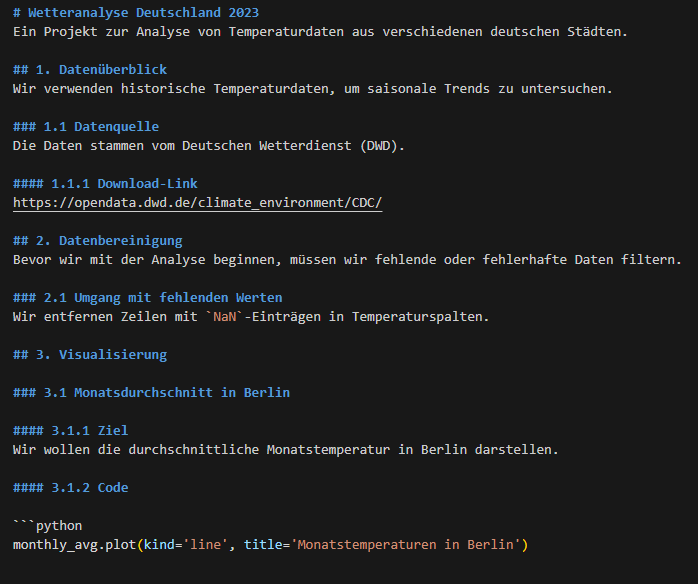 # Wetteranalyse Deutschland 2023
Ein Projekt zur Analyse von Temperaturdaten aus verschiedenen deutschen Städten.
## 1. Datenüberblick
Wir verwenden historische Temperaturdaten, um saisonale Trends zu untersuchen.
### 1.1 Datenquelle
Die Daten stammen vom Deutschen Wetterdienst (DWD).
#### 1.1.1 Download-Link
https://opendata.dwd.de/climate_environment/CDC/
## 2. Datenbereinigung
Bevor wir mit der Analyse beginnen, müssen wir fehlende oder fehlerhafte Daten filtern.
### 2.1 Umgang mit fehlenden Werten
Wir entfernen Zeilen mit `NaN`-Einträgen in Temperaturspalten.
## 3. Visualisierung
### 3.1 Monatsdurchschnitt in Berlin
#### 3.1.1 Ziel
Wir wollen die durchschnittliche Monatstemperatur in Berlin darstellen.
#### 3.1.2 Code
```python
monthly_avg.plot(kind='line', title='Monatstemperaturen in Berlin')